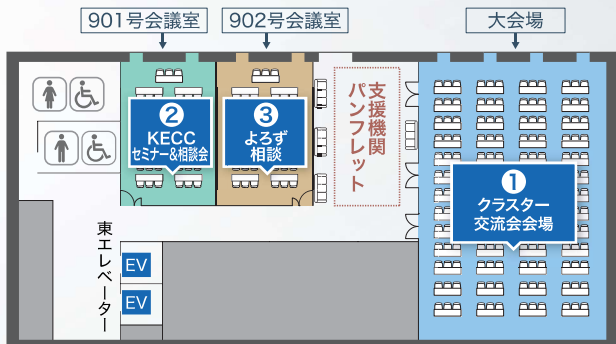 901号会議室
902号会議室
大会場
2
KECC
セミナー&相談会
3
よろず
相談
支援機関
パンフレット
1
クラスター
交流会会場
東エレベーター
EV
EV